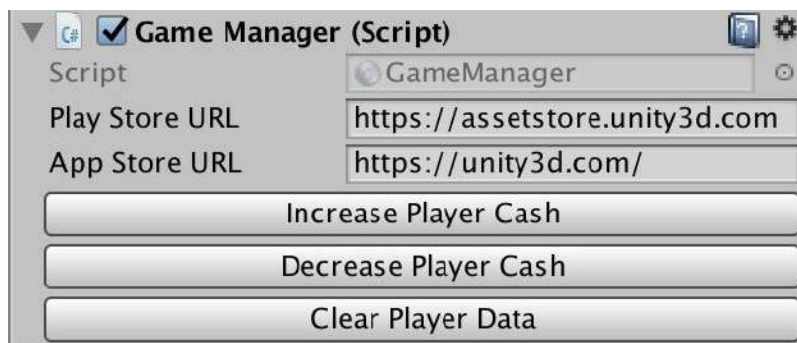 Game Manager (Script)
Script GameManager
Play Store URL https://assetstore.unity3d.com
App Store URL https://unity3d.com/
Increase Player Cash
Decrease Player Cash
Clear Player Data